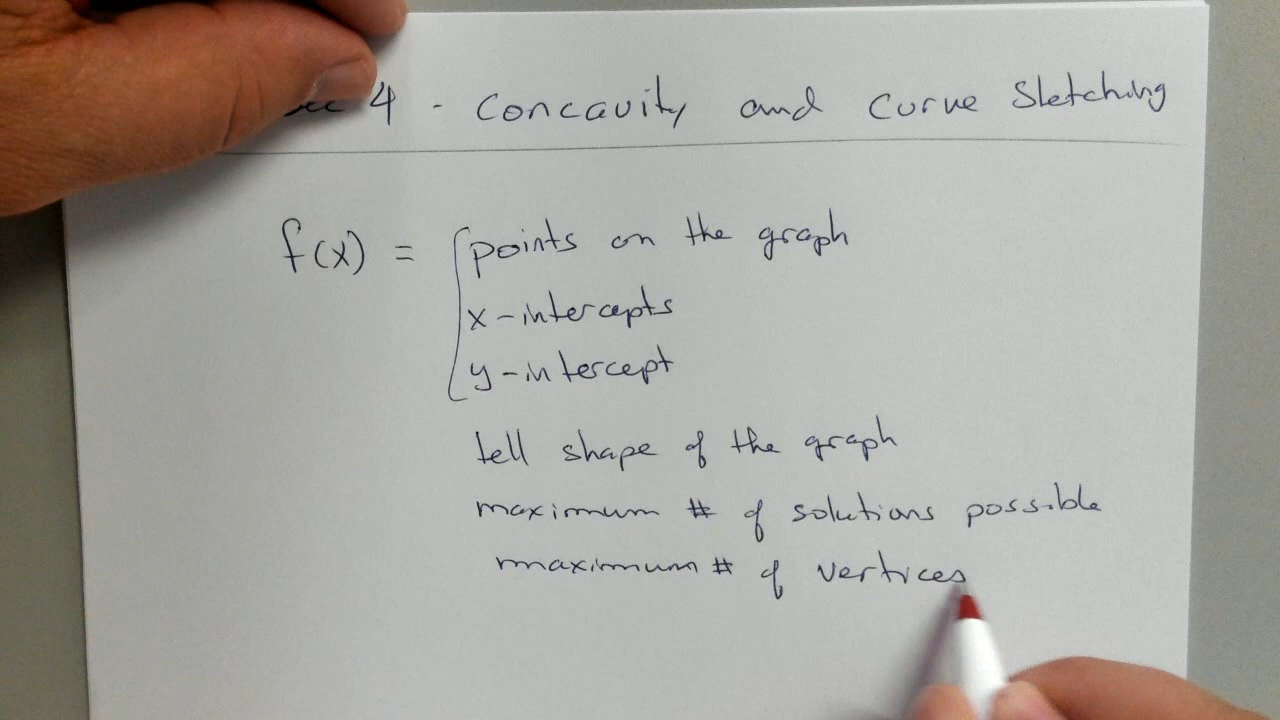 4 - Concavity and Curve Sketching
f(x) = points on the graph
x-intercepts
y-intercept
tell shape of the graph
maximum # of solutions possible
maximum # of vertices